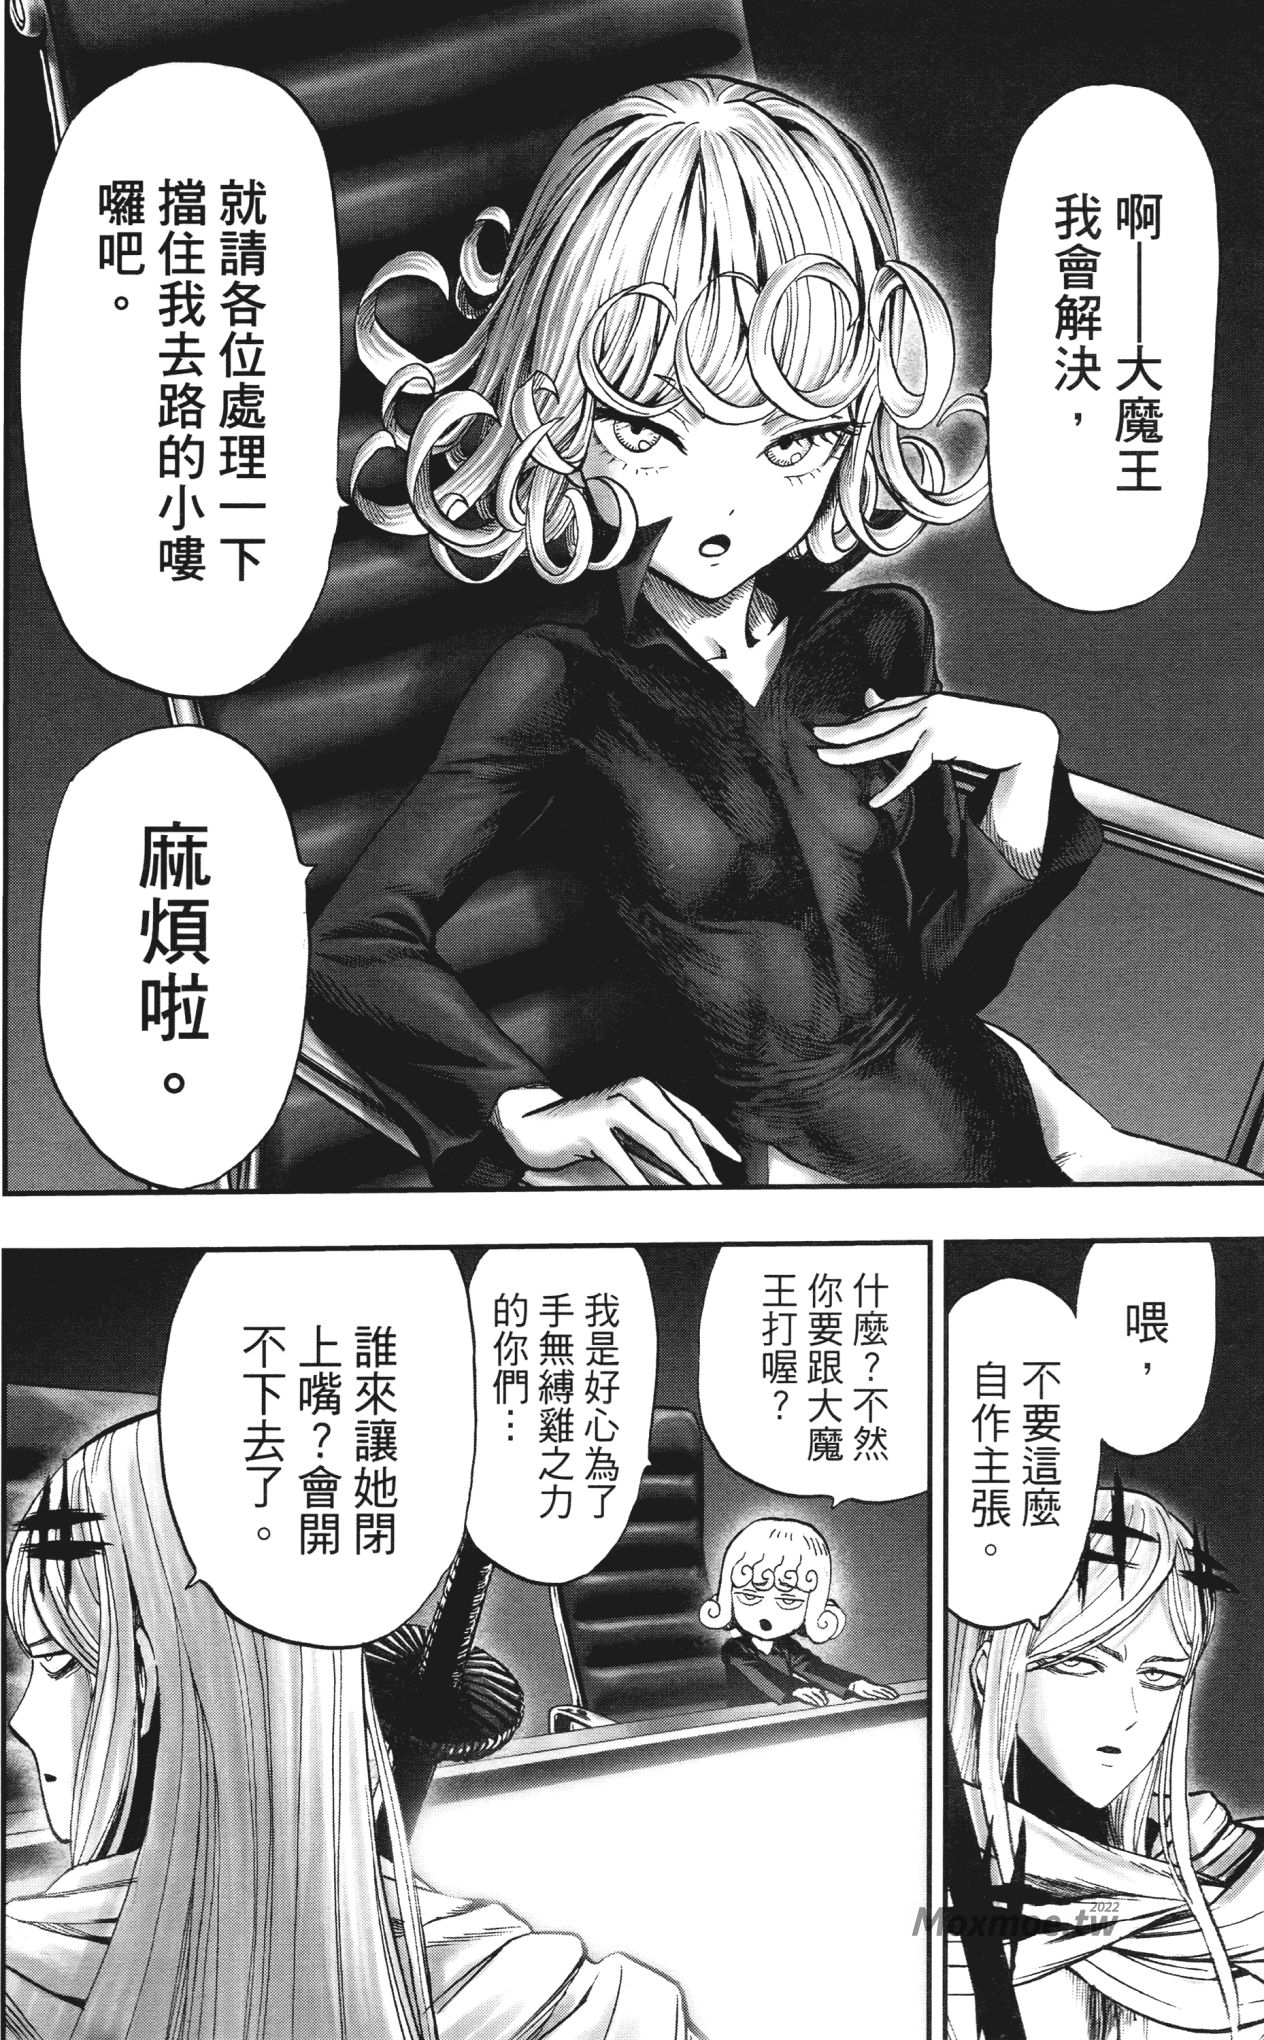 啊——大魔王
我會解決，
就請各位處理一下
擋住我去路的小嘍
囉吧。
麻煩啦。
喂，
不要這麼
自作主張。
什麼？不然
你要跟大魔
王打喔？
我是好心為了
手無縛雞之力
的你們…
誰來讓她閉
上嘴？會開
不下去了。
2022
Moxmoe.tw